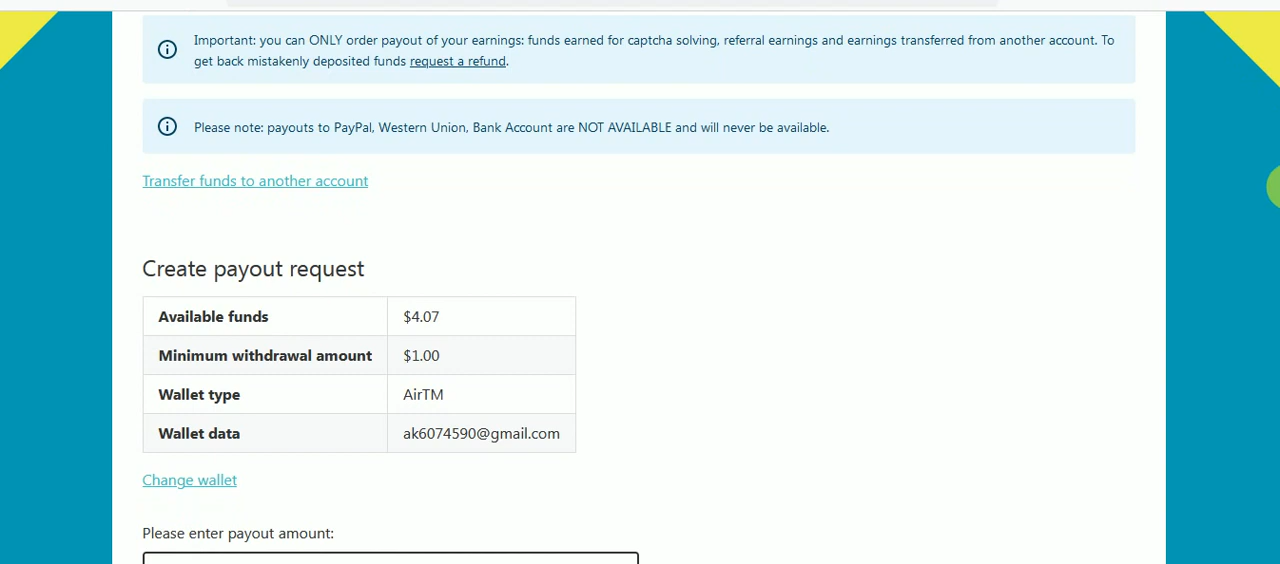 Important: you can ONLY order payout of your earnings: funds earned for captcha solving, referral earnings and earnings transferred from another account. To
get back mistakenly deposited funds request a refund.
Please note: payouts to PayPal, Western Union, Bank Account are NOT AVAILABLE and will never be available.
Transfer funds to another account
Create payout request
Available funds $4.07
Minimum withdrawal amount $1.00
Wallet type AirTM
Wallet data ak6074590@gmail.com
Change wallet
Please enter payout amount: